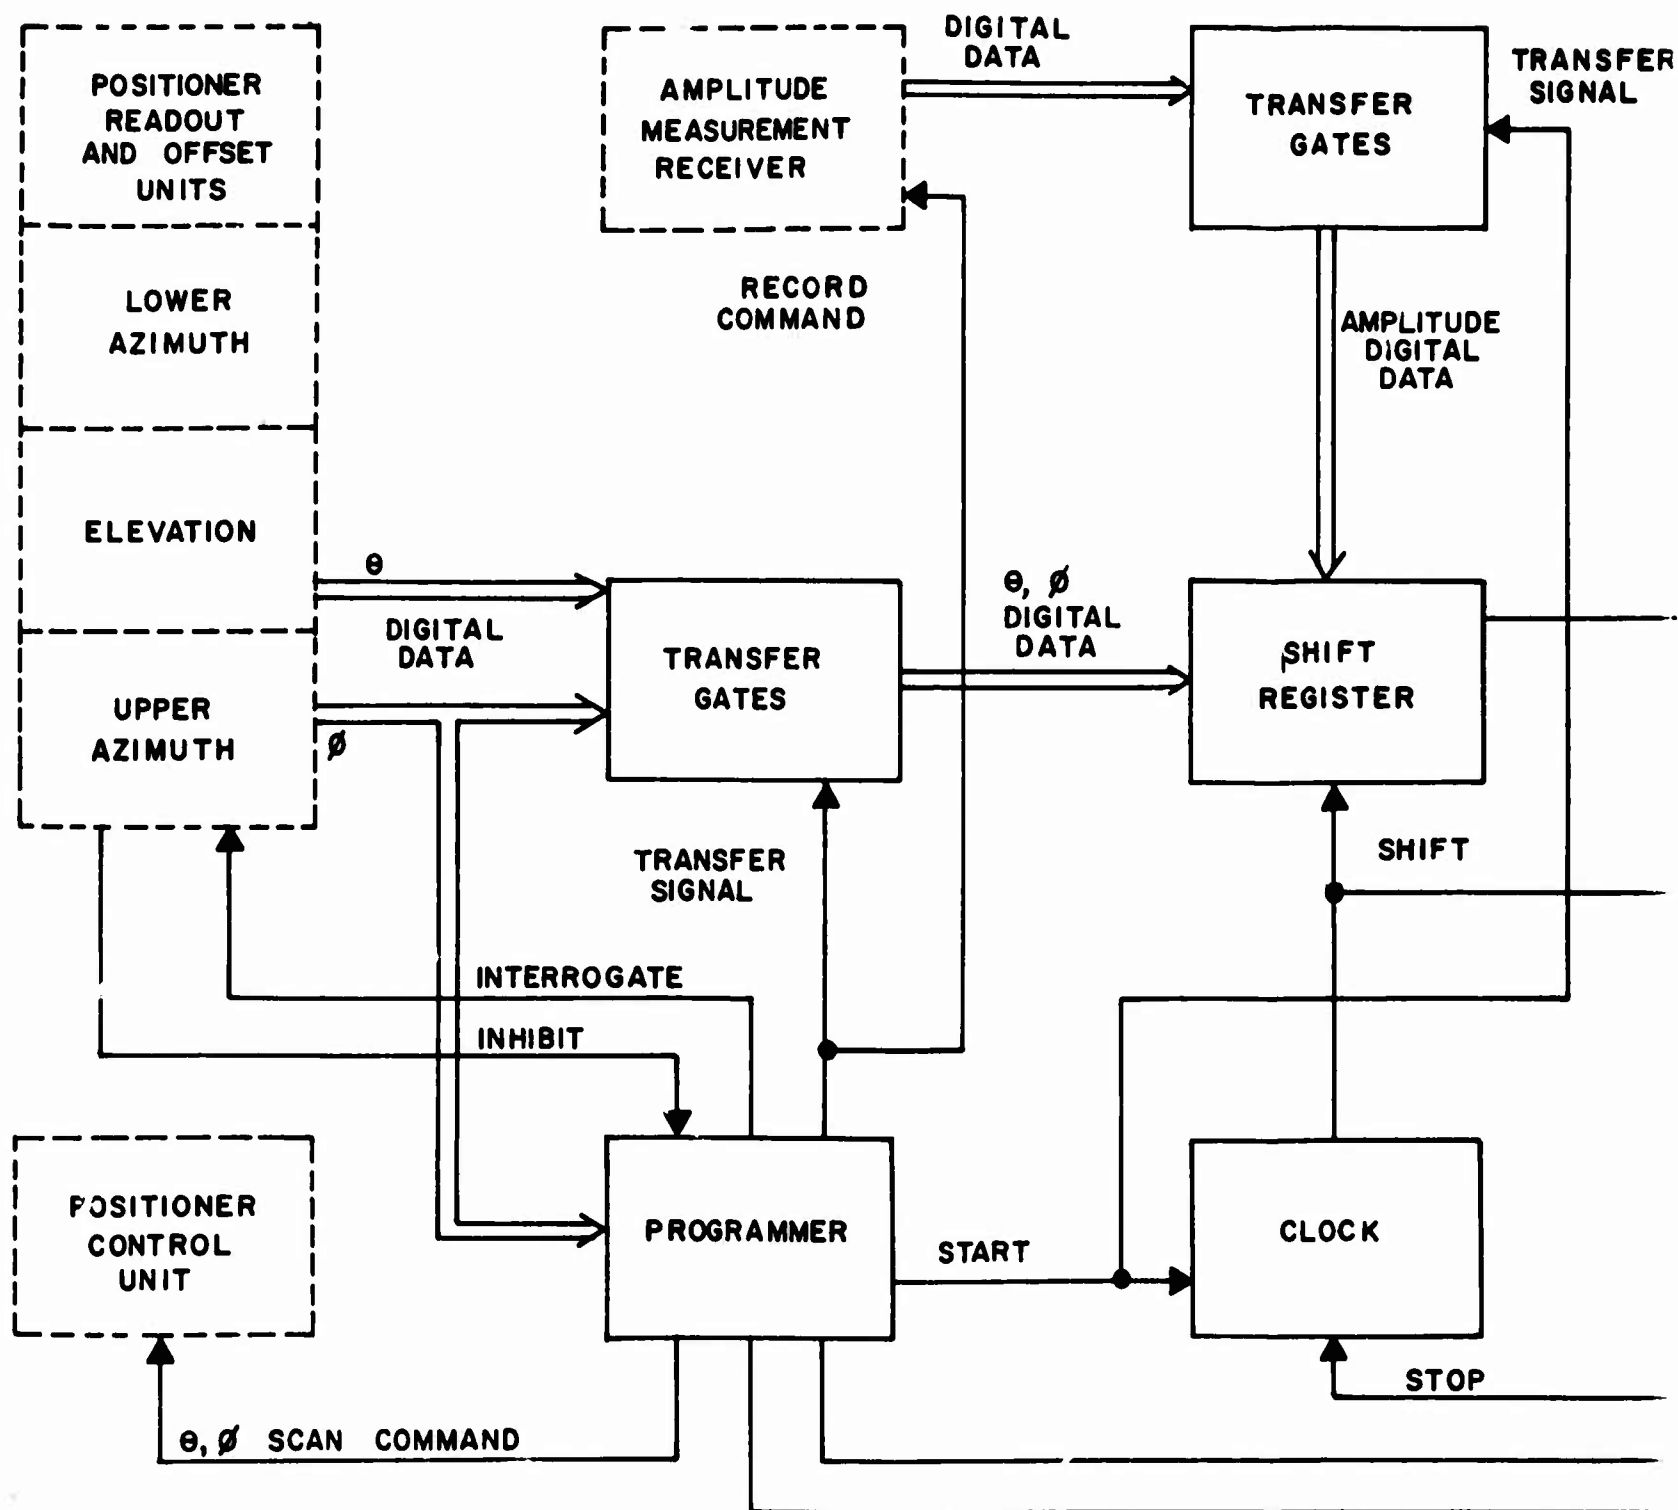 POSITIONER
READOUT
AND OFFSET
UNITS
LOWER
AZIMUTH
ELEVATION
UPPER
AZIMUTH
AMPLITUDE
MEASUREMENT
RECEIVER
DIGITAL
DATA
TRANSFER
GATES
TRANSFER
SIGNAL
RECORD
COMMAND
AMPLITUDE
DIGITAL
DATA
θ
DIGITAL
DATA
ø
TRANSFER
GATES
θ, ø
DIGITAL
DATA
SHIFT
REGISTER
TRANSFER
SIGNAL
SHIFT
INTERROGATE
INHIBIT
POSITIONER
CONTROL
UNIT
PROGRAMMER
START
CLOCK
STOP
θ, ø SCAN COMMAND